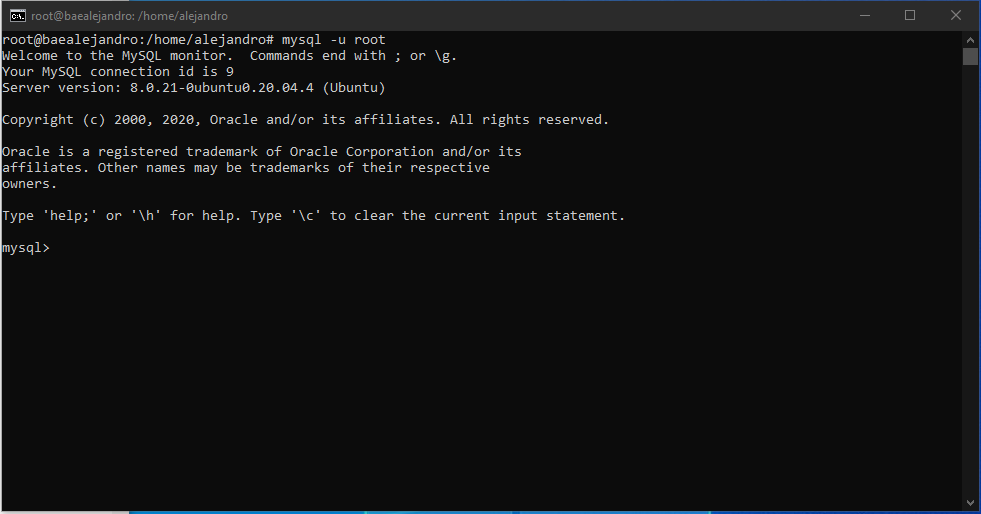 root@baealejandro: /home/alejandro
root@baealejandro:/home/alejandro# mysql -u root
Welcome to the MySQL monitor.  Commands end with ; or \g.
Your MySQL connection id is 9
Server version: 8.0.21-0ubuntu0.20.04.4 (Ubuntu)
Copyright (c) 2000, 2020, Oracle and/or its affiliates. All rights reserved.
Oracle is a registered trademark of Oracle Corporation and/or its
affiliates. Other names may be trademarks of their respective
owners.
Type 'help;' or '\h' for help. Type '\c' to clear the current input statement.
mysql>